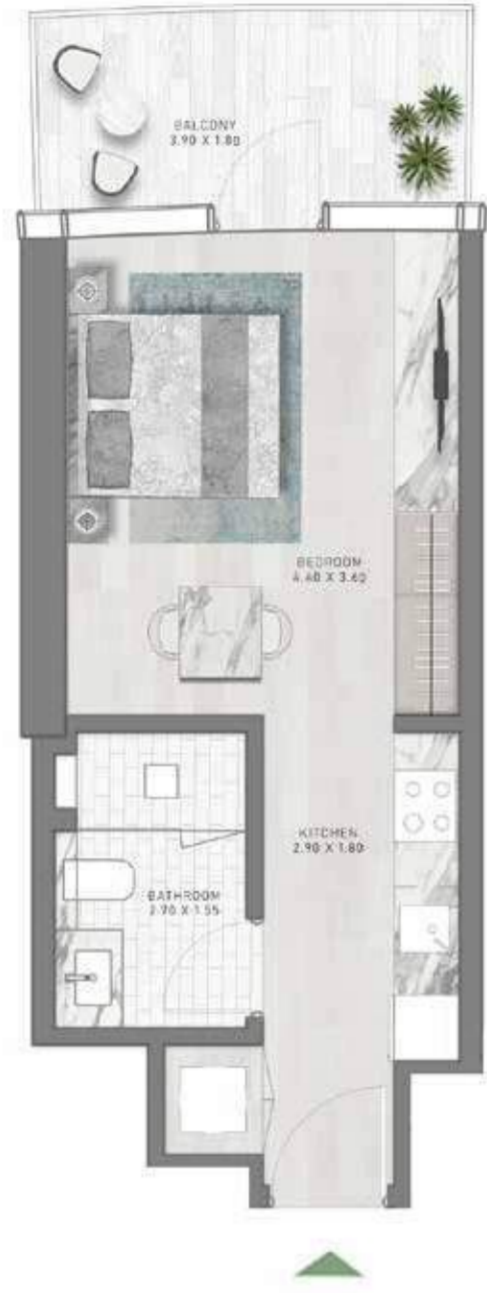 BALCONY
3.90 X 1.80
BEDROOM
4.40 X 3.60
KITCHEN
2.90 X 1.80
BATHROOM
2.70 X 1.55